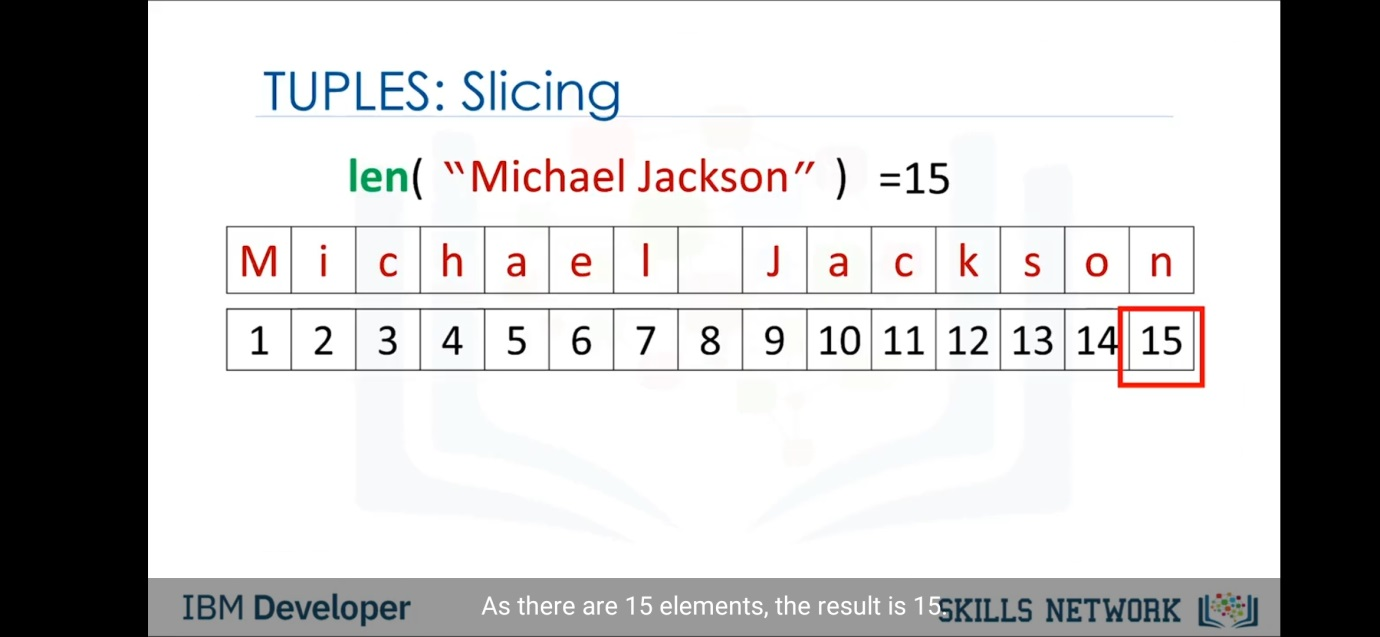 TUPLES: Slicing
len( "Michael Jackson" ) =15
M i c h a e l J a c k s o n
1 2 3 4 5 6 7 8 9 10 11 12 13 14 15
IBM Developer
As there are 15 elements, the result is 15.
SKILLS NETWORK